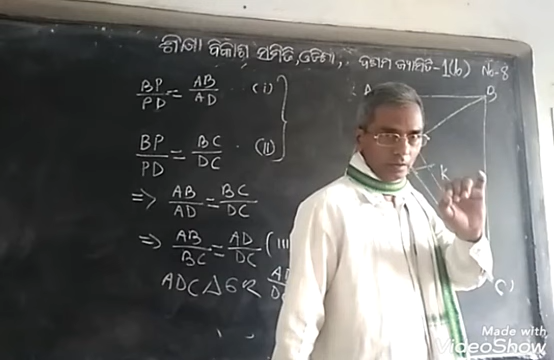 ଶିକ୍ଷା ବିକାଶ ସମିତି, ଓଡିଶା, ଦଶମ ଜ୍ୟାମିତି-1(b) No-8
BP/PD = AB/AD (i)
BP/PD = BC/DC (II)
=> AB/AD = BC/DC
=> AB/BC = AD/DC (III
ADC Δ ରେ
A B
K
C
Made with
VideoShow